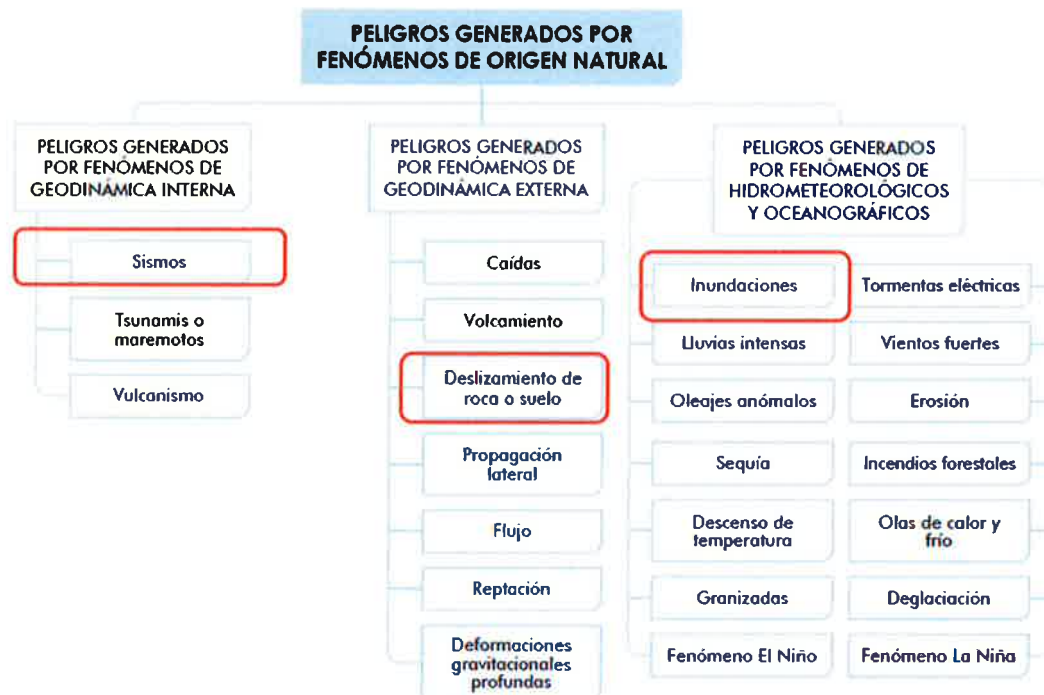 PELIGROS GENERADOS POR
FENÓMENOS DE ORIGEN NATURAL
PELIGROS GENERADOS
POR FENÓMENOS DE
GEODINÁMICA INTERNA
Sismos
Tsunamis o
maremotos
Vulcanismo
PELIGROS GENERADOS
POR FENÓMENOS DE
GEODINÁMICA EXTERNA
Caídas
Volcamiento
Deslizamiento de
roca o suelo
Propagación
lateral
Flujo
Reptación
Deformaciones
gravitacionales
profundas
PELIGROS GENERADOS
POR FENÓMENOS DE
HIDROMETEOROLÓGICOS
Y OCEANOGRÁFICOS
Inundaciones
Lluvias intensas
Oleajes anómalos
Sequía
Descenso de
temperatura
Granizadas
Fenómeno El Niño
Tormentas eléctricas
Vientos fuertes
Erosión
Incendios forestales
Olas de calor y
frío
Deglaciación
Fenómeno La Niña